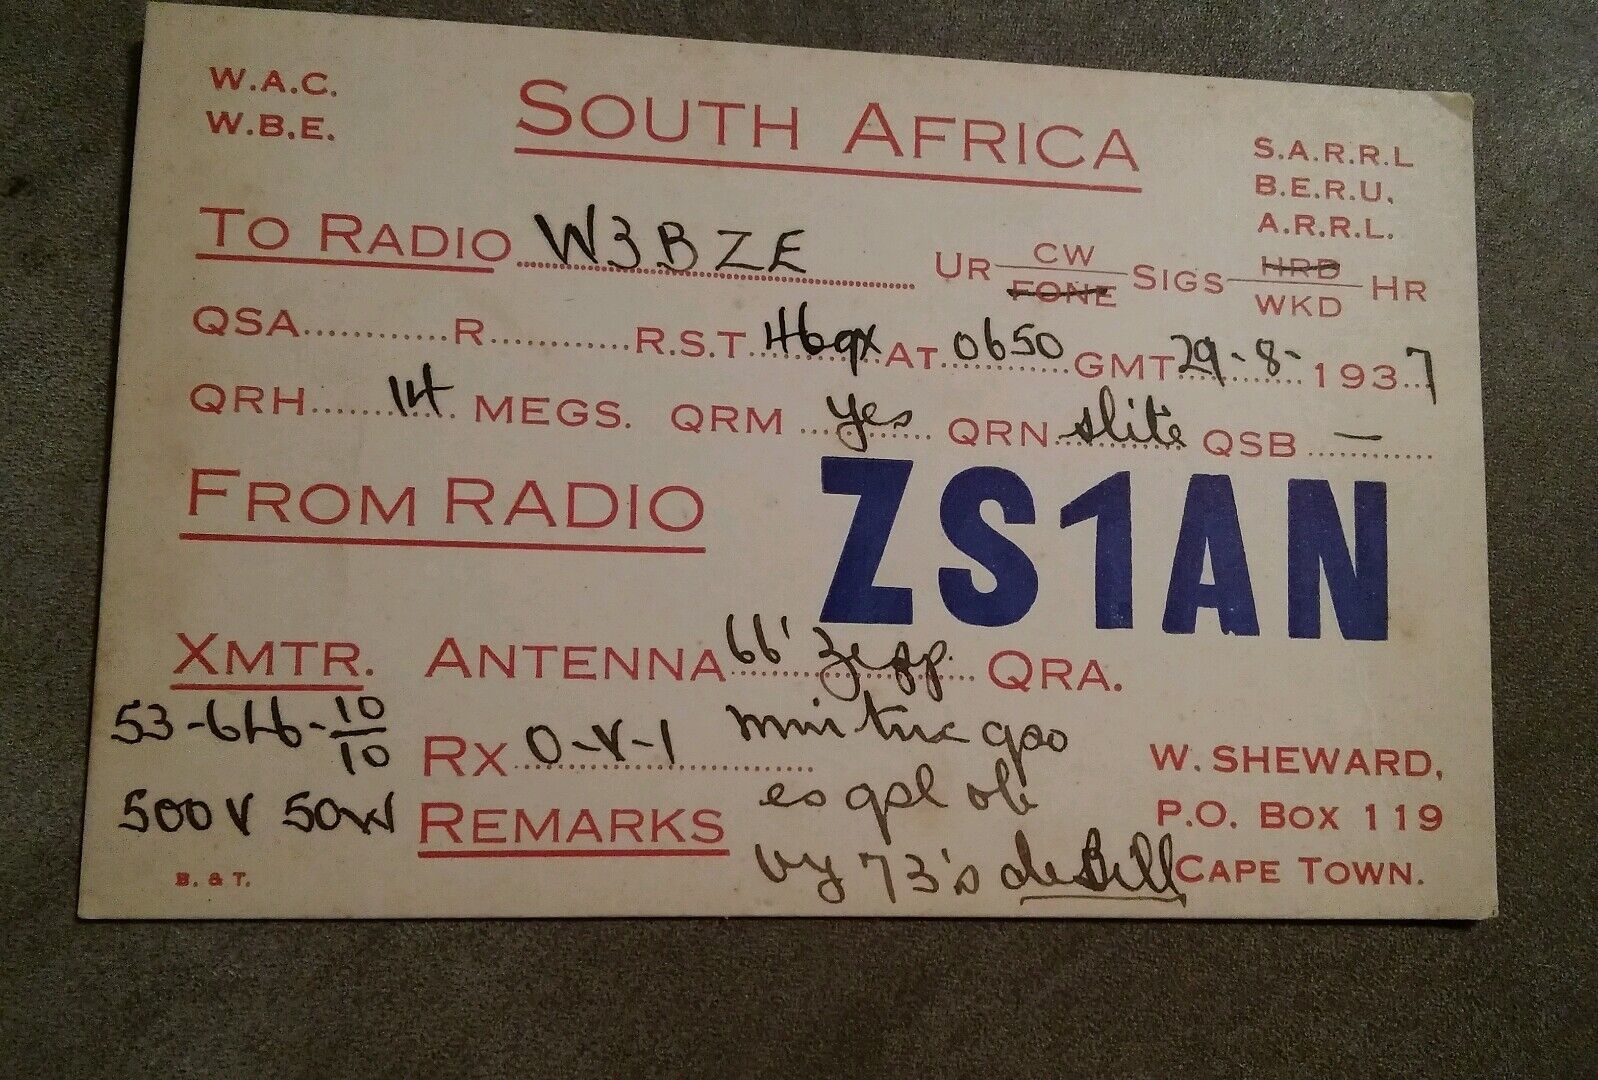 W.A.C.
W.B.E.
SOUTH AFRICA
S.A.R.R.L
B.E.R.U,
A.R.R.L.
TO RADIO W3BZE
UR CW FONE SIGS HRD WKD HR
QSA............R............R.S.T. 469x AT 0650 GMT 29-8-1937
QRH 14 MEGS. QRM yes QRN slite QSB —
FROM RADIO ZS1AN
XMTR. ANTENNA 66' zepp QRA.
53-6L6-10/10
RX 0-V-1
mni tnx qso
500V 50W
REMARKS
es qsl ob
vy 73's de Bill
W. SHEWARD,
P.O. BOX 119
CAPE TOWN.
B. & T.